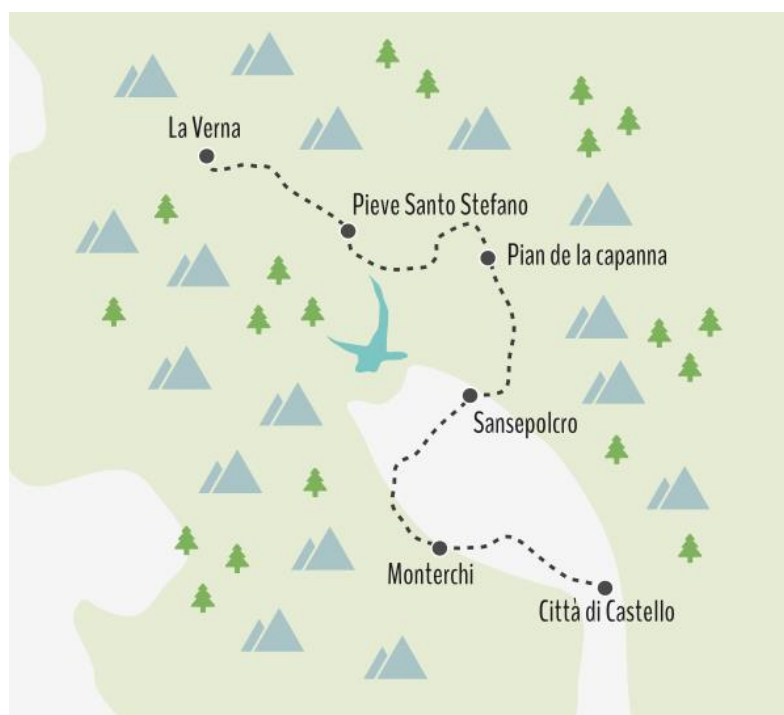 La Verna
Pieve Santo Stefano
Pian de la capanna
Sansepolcro
Monterchi
Città di Castello